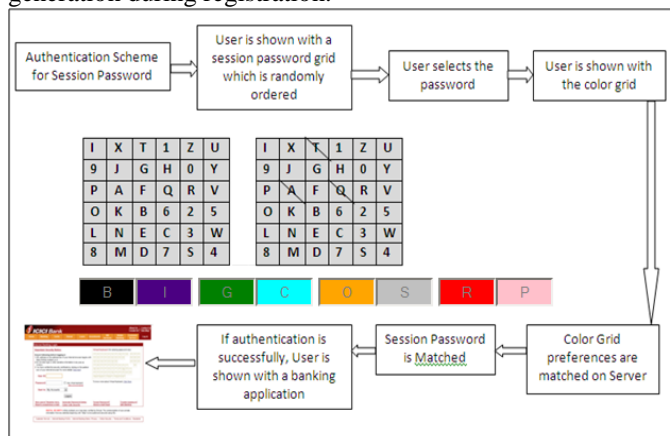 generation during registration.
Authentication Scheme
for Session Password
User is shown with a
session password grid
which is randomly
ordered
User selects the
password
User is shown with
the color grid
I X T 1 Z U
9 J G H 0 Y
P A F Q R V
O K B 6 2 5
L N E C 3 W
8 M D 7 S 4
I X T 1 Z U
9 J G H 0 Y
P A F Q R V
O K B 6 2 5
L N E C 3 W
8 M D 7 S 4
B I G C O S R P
ICICI Bank
If authentication is
successfully, User is
shown with a banking
application
Session Password
is Matched
Color Grid
preferences are
matched on Server